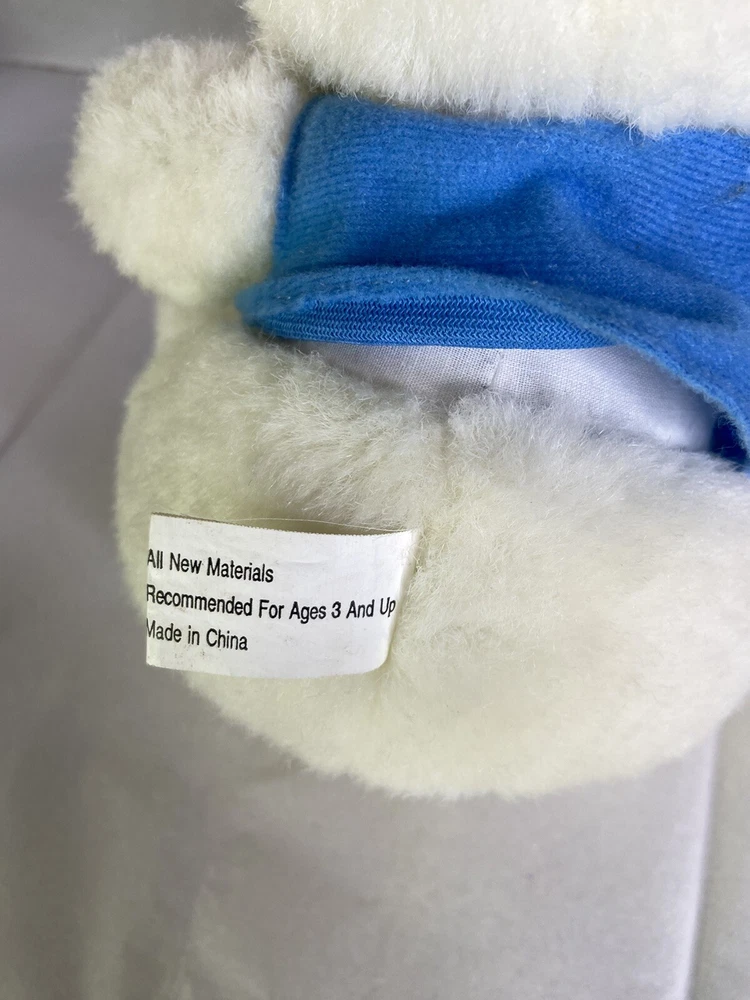 All New Materials
Recommended For Ages 3 And Up
Made in China